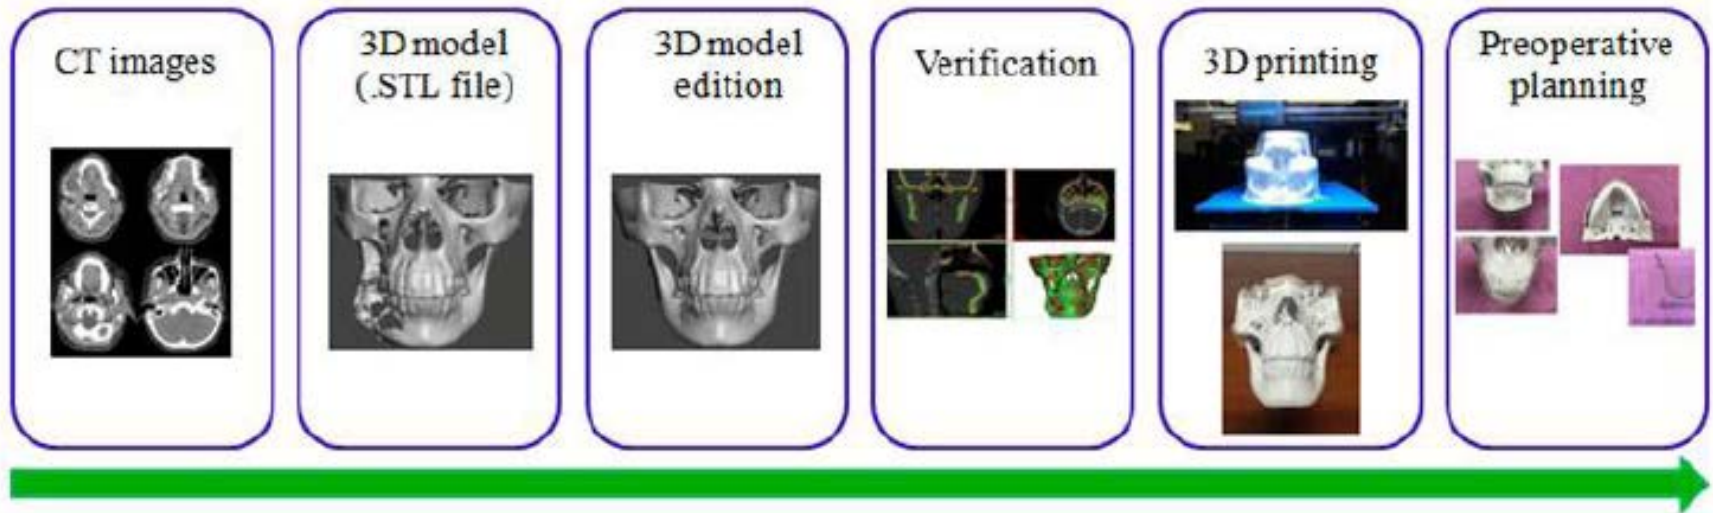 CT images
3D model
(.STL file)
3D model
edition
Verification
3D printing
Preoperative
planning